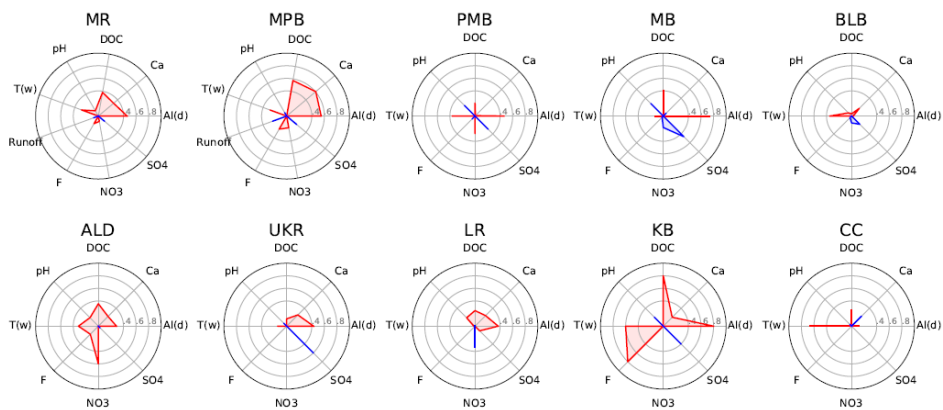 MR
DOC
Ca
Al(d)
SO4
NO3
F
Runoff
T(w)
pH
.4 .6 .8
MPB
DOC
Ca
Al(d)
SO4
NO3
F
Runoff
T(w)
pH
.4 .6 .8
PMB
DOC
Ca
Al(d)
SO4
NO3
F
T(w)
pH
.4 .6 .8
MB
DOC
Ca
Al(d)
SO4
NO3
F
T(w)
pH
.4 .6 .8
BLB
DOC
Ca
Al(d)
SO4
NO3
F
T(w)
pH
.4 .6 .8
ALD
DOC
Ca
Al(d)
SO4
NO3
F
T(w)
pH
.4 .6 .8
UKR
DOC
Ca
Al(d)
SO4
NO3
F
T(w)
pH
.4 .6 .8
LR
DOC
Ca
Al(d)
SO4
NO3
F
T(w)
pH
.4 .6 .8
KB
DOC
Ca
Al(d)
SO4
NO3
F
T(w)
pH
.4 .6 .8
CC
DOC
Ca
Al(d)
SO4
NO3
F
T(w)
pH
.4 .6 .8